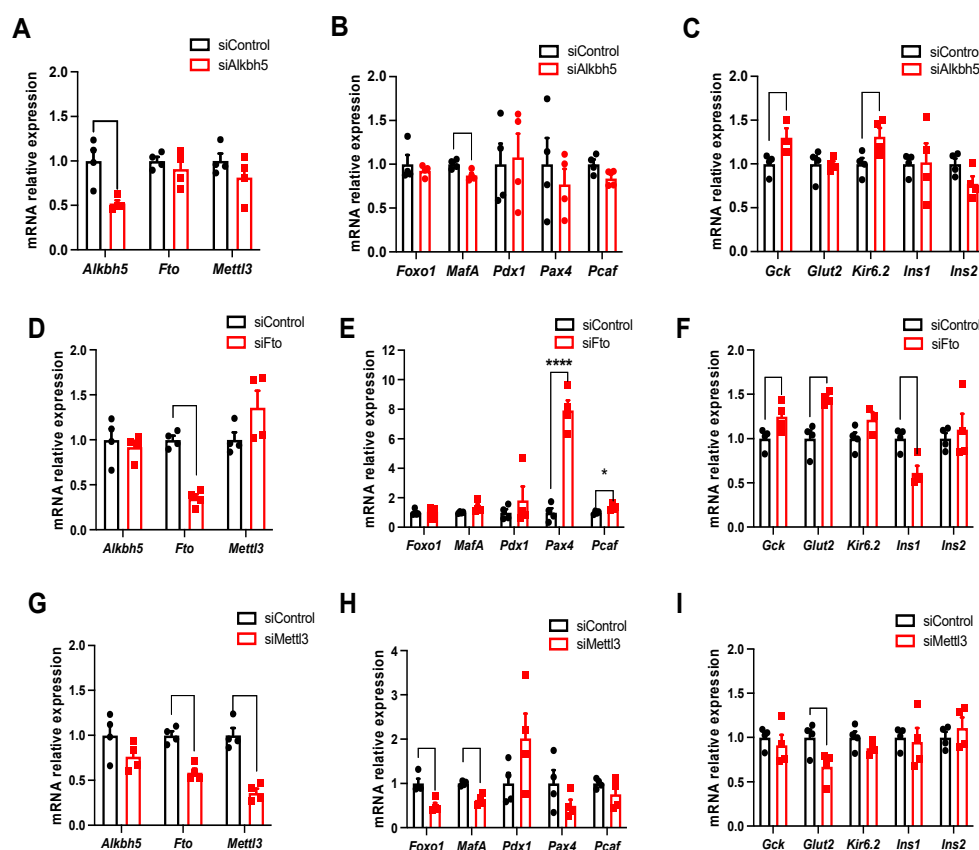 A
siControl
siAlkbh5
mRNA relative expression
2.0
1.5
1.0
0.5
0.0
Alkbh5 Fto Mettl3
B
siControl
siAlkbh5
mRNA relative expression
2.0
1.5
1.0
0.5
0.0
Foxo1 MafA Pdx1 Pax4 Pcaf
C
siControl
siAlkbh5
mRNA relative expression
2.0
1.5
1.0
0.5
0.0
Gck Glut2 Kir6.2 Ins1 Ins2
D
siControl
siFto
mRNA relative expression
2.0
1.5
1.0
0.5
0.0
Alkbh5 Fto Mettl3
E
siControl
siFto
mRNA relative expression
12
10
8
6
4
2
0
****
*
Foxo1 MafA Pdx1 Pax4 Pcaf
F
siControl
siFto
mRNA relative expression
2.0
1.5
1.0
0.5
0.0
Gck Glut2 Kir6.2 Ins1 Ins2
G
siControl
siMettl3
mRNA relative expression
2.0
1.5
1.0
0.5
0.0
Alkbh5 Fto Mettl3
H
siControl
siMettl3
mRNA relative expression
4
2
1
0
Foxo1 MafA Pdx1 Pax4 Pcaf
I
siControl
siMettl3
mRNA relative expression
2.0
1.5
1.0
0.5
0.0
Gck Glut2 Kir6.2 Ins1 Ins2